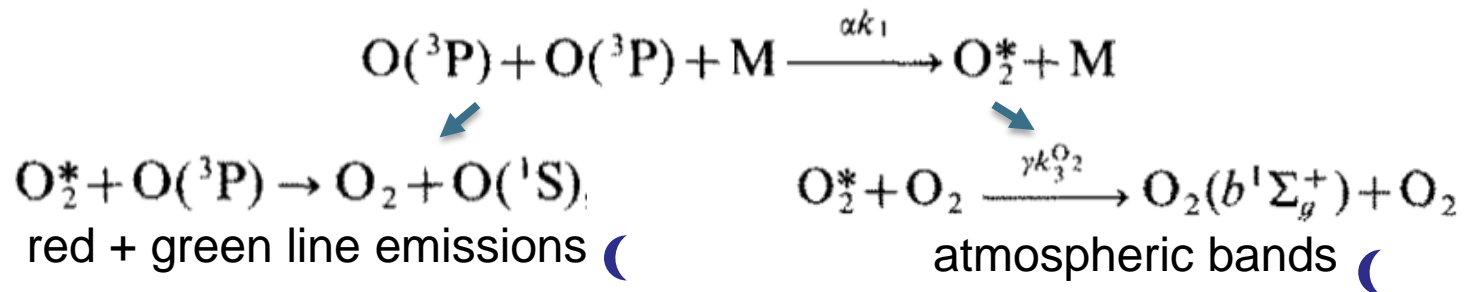 αk₁
O(³P)+O(³P)+M → O₂*+M
O₂*+O(³P) → O₂+O(¹S),
γk₃^O₂
O₂*+O₂ → O₂(b¹Σg⁺)+O₂
red + green line emissions
atmospheric bands